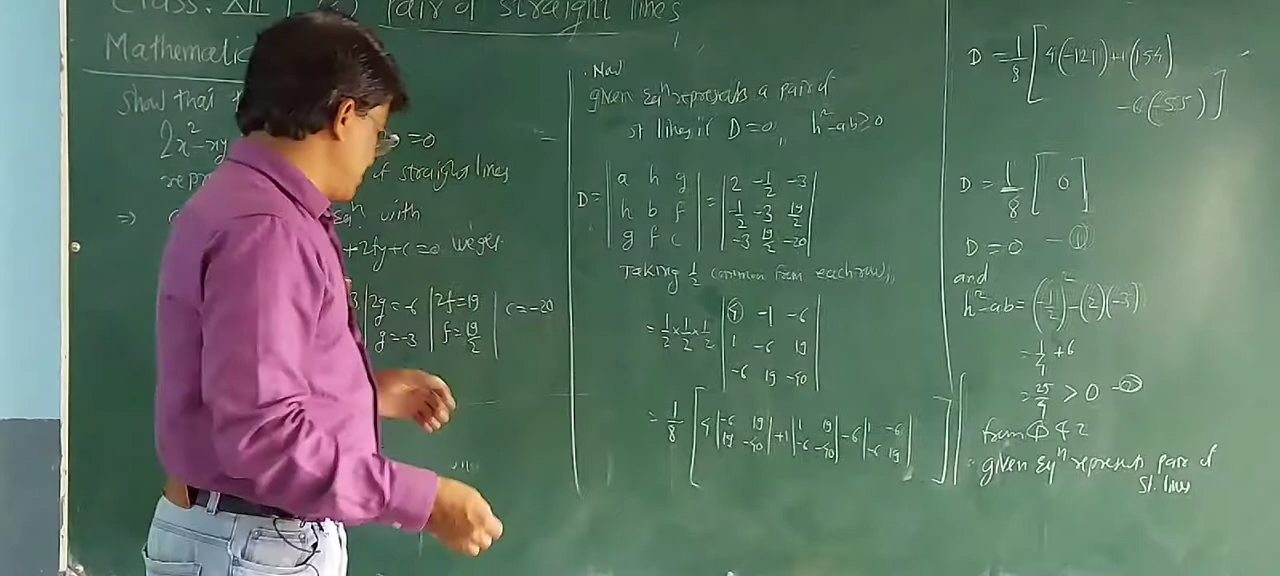 Class: XII | Pair of straight lines
Mathematic
Show that
2x²-xy =0
of straight lines
⇒ Eqⁿ with
+2fy+c=0 we get
3 | 2g=-6 | 2f=19 | c=-20
g=-3 | f=19/2
Now
given Eqⁿ represents a pair of
st lines if D=0,, h²-ab≥0
D= | a h g | = | 2 -1/2 -3 |
| h b f | | -1/2 -3 19/2 |
| g f c | | -3 19/2 -20 |
Taking 1/2 common from each row,
=1/2×1/2×1/2 | 4 -1 -6 |
| 1 -6 19 |
| -6 19 -40 |
= 1/8 [ 4 | -6 19 | +1 | 1 19 | -6 | 1 -6 | ]
| 19 -40 | | -6 -40 | | -6 19 |
D = 1/8 [ 4(-121)+1(154)
-6(-55) ]
D = 1/8 [ 0 ]
D = 0 - ①
and
h²-ab = (-1/2)² - (2)(-3)
= 1/4 + 6
= 25/4 > 0 - ②
from ① & 2
given Eqⁿ represents pair of
st. lines